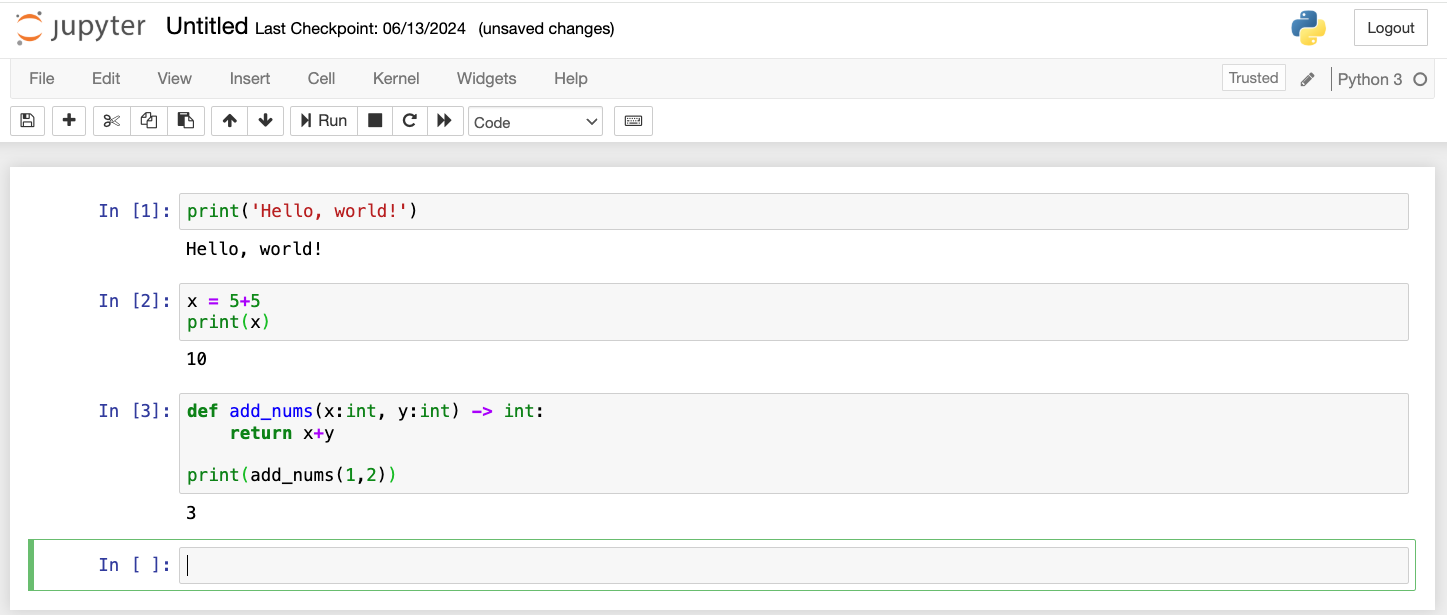 jupyter Untitled Last Checkpoint: 06/13/2024 (unsaved changes) Logout
File Edit View Insert Cell Kernel Widgets Help Trusted Python 3
Run Code
In [1]: print('Hello, world!')
Hello, world!
In [2]: x = 5+5
print(x)
10
In [3]: def add_nums(x:int, y:int) -> int:
    return x+y
print(add_nums(1,2))
3
In [ ]: